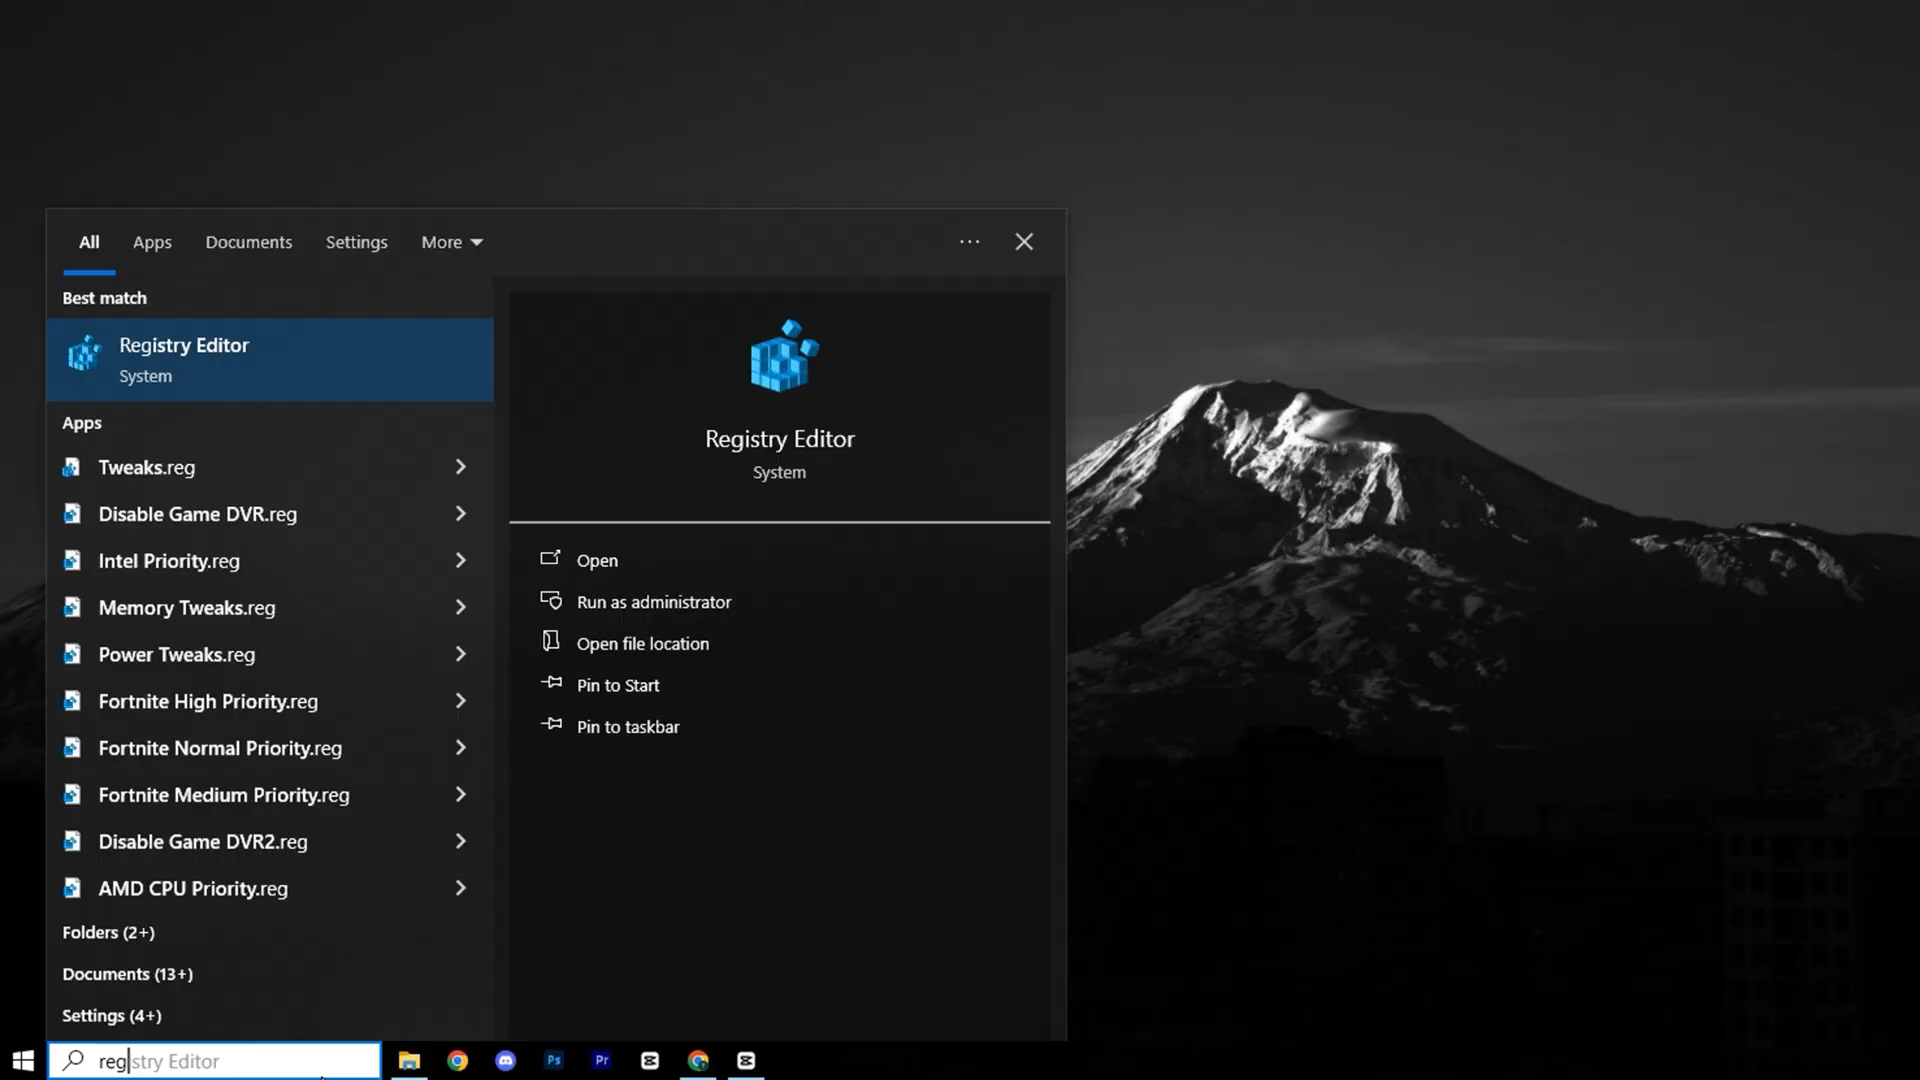 All Apps Documents Settings More
Best match
Registry Editor
System
Apps
Tweaks.reg
Disable Game DVR.reg
Intel Priority.reg
Memory Tweaks.reg
Power Tweaks.reg
Fortnite High Priority.reg
Fortnite Normal Priority.reg
Fortnite Medium Priority.reg
Disable Game DVR2.reg
AMD CPU Priority.reg
Folders (2+)
Documents (13+)
Settings (4+)
Registry Editor
System
Open
Run as administrator
Open file location
Pin to Start
Pin to taskbar
registry Editor
Ps
Pr